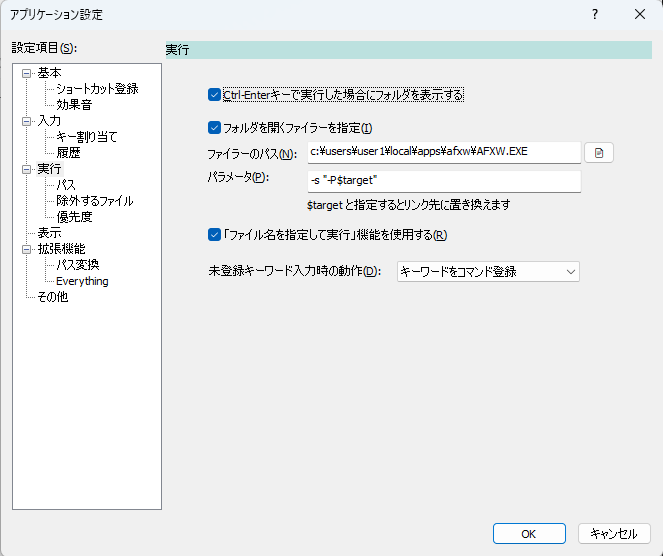 アプリケーション設定
設定項目(S):
基本
ショートカット登録
効果音
入力
キー割り当て
履歴
実行
パス
除外するファイル
優先度
表示
拡張機能
パス変換
Everything
その他
実行
Ctrl-Enterキーで実行した場合にフォルダを表示する
フォルダを開くファイラーを指定(I)
ファイラーのパス(N): c:¥users¥user1¥local¥apps¥afxw¥AFXW.EXE
パラメータ(P): -s "-P$target"
$targetと指定するとリンク先に置き換えます
「ファイル名を指定して実行」機能を使用する(R)
未登録キーワード入力時の動作(D): キーワードをコマンド登録
OK キャンセル